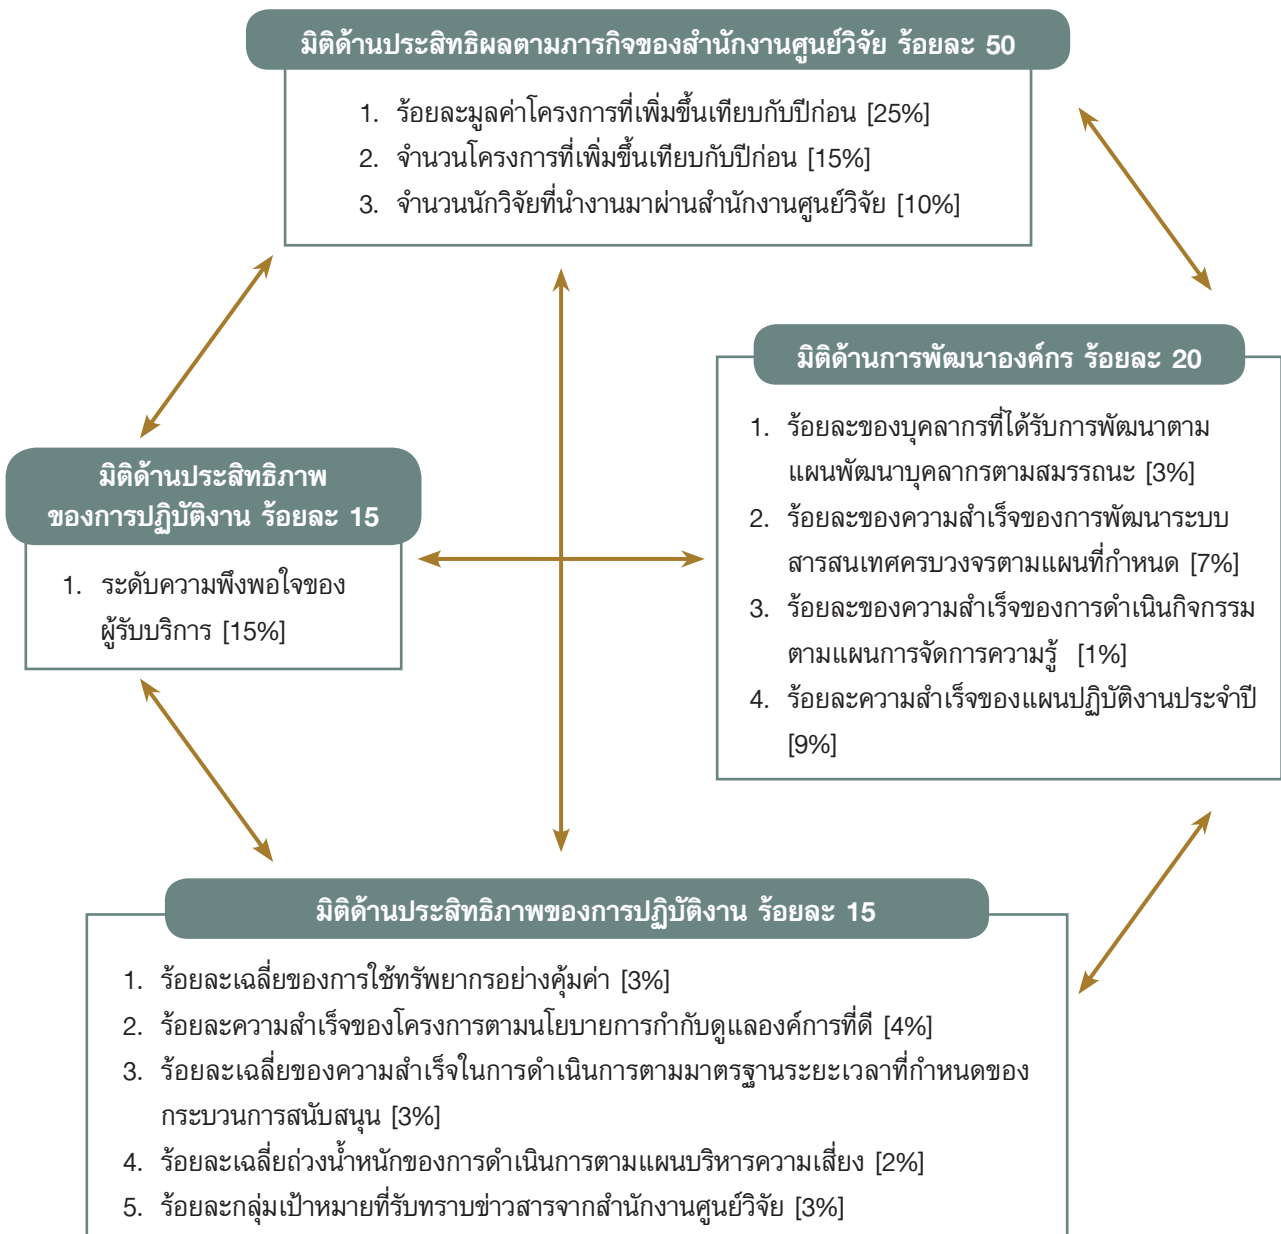 มิติด้านประสิทธิผลตามภารกิจของสำนักงานศูนย์วิจัย ร้อยละ 50
1. ร้อยละมูลค่าโครงการที่เพิ่มขึ้นเทียบกับปีก่อน [25%]
2. จำนวนโครงการที่เพิ่มขึ้นเทียบกับปีก่อน [15%]
3. จำนวนนักวิจัยที่นำงานมาผ่านสำนักงานศูนย์วิจัย [10%]
มิติด้านการพัฒนาองค์กร ร้อยละ 20
1. ร้อยละของบุคลากรที่ได้รับการพัฒนาตาม
แผนพัฒนาบุคลากรตามสมรรถนะ [3%]
2. ร้อยละของความสำเร็จของการพัฒนาระบบ
สารสนเทศครบวงจรตามแผนที่กำหนด [7%]
3. ร้อยละของความสำเร็จของการดำเนินกิจกรรม
ตามแผนการจัดการความรู้ [1%]
4. ร้อยละความสำเร็จของแผนปฏิบัติงานประจำปี
[9%]
มิติด้านประสิทธิภาพ
ของการปฏิบัติงาน ร้อยละ 15
1. ระดับความพึงพอใจของ
ผู้รับบริการ [15%]
มิติด้านประสิทธิภาพของการปฏิบัติงาน ร้อยละ 15
1. ร้อยละเฉลี่ยของการใช้ทรัพยากรอย่างคุ้มค่า [3%]
2. ร้อยละความสำเร็จของโครงการตามนโยบายการกำกับดูแลองค์การที่ดี [4%]
3. ร้อยละเฉลี่ยของความสำเร็จในการดำเนินการตามมาตรฐานระยะเวลาที่กำหนดของ
กระบวนการสนับสนุน [3%]
4. ร้อยละเฉลี่ยถ่วงน้ำหนักของการดำเนินการตามแผนบริหารความเสี่ยง [2%]
5. ร้อยละกลุ่มเป้าหมายที่รับทราบข่าวสารจากสำนักงานศูนย์วิจัย [3%]